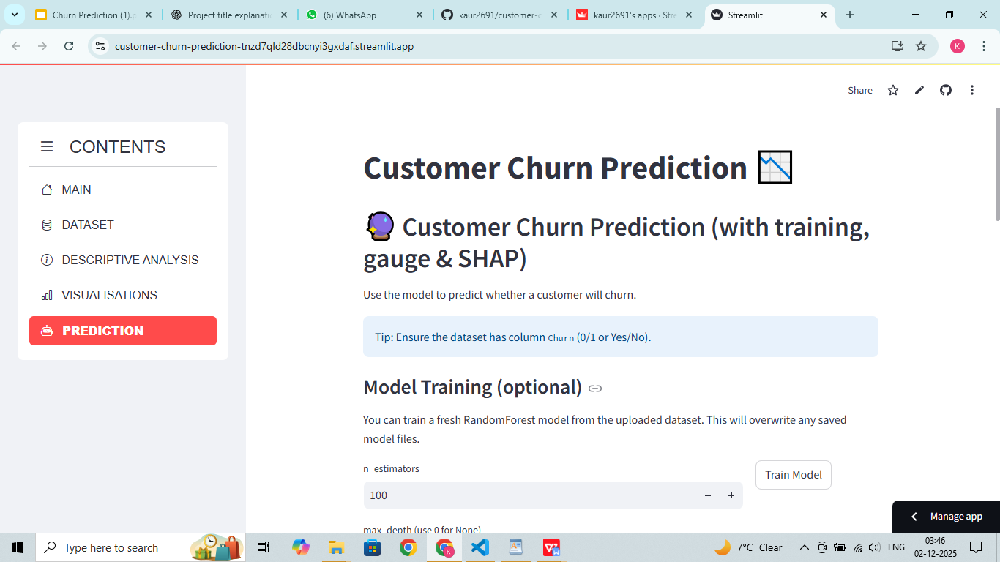 Churn Prediction (1).p
Project title explanatio
(6) WhatsApp
kaur2691/customer-c
kaur2691's apps · Stre
Streamlit
customer-churn-prediction-tnzd7qld28dbcnyi3gxdaf.streamlit.app
K
Share
CONTENTS
MAIN
DATASET
DESCRIPTIVE ANALYSIS
VISUALISATIONS
PREDICTION
Customer Churn Prediction
Customer Churn Prediction (with training,
gauge & SHAP)
Use the model to predict whether a customer will churn.
Tip: Ensure the dataset has column Churn (0/1 or Yes/No).
Model Training (optional)
You can train a fresh RandomForest model from the uploaded dataset. This will overwrite any saved
model files.
n_estimators
Train Model
100
max_depth (use 0 for None)
Manage app
Type here to search
7°C Clear
ENG
03:46
02-12-2025